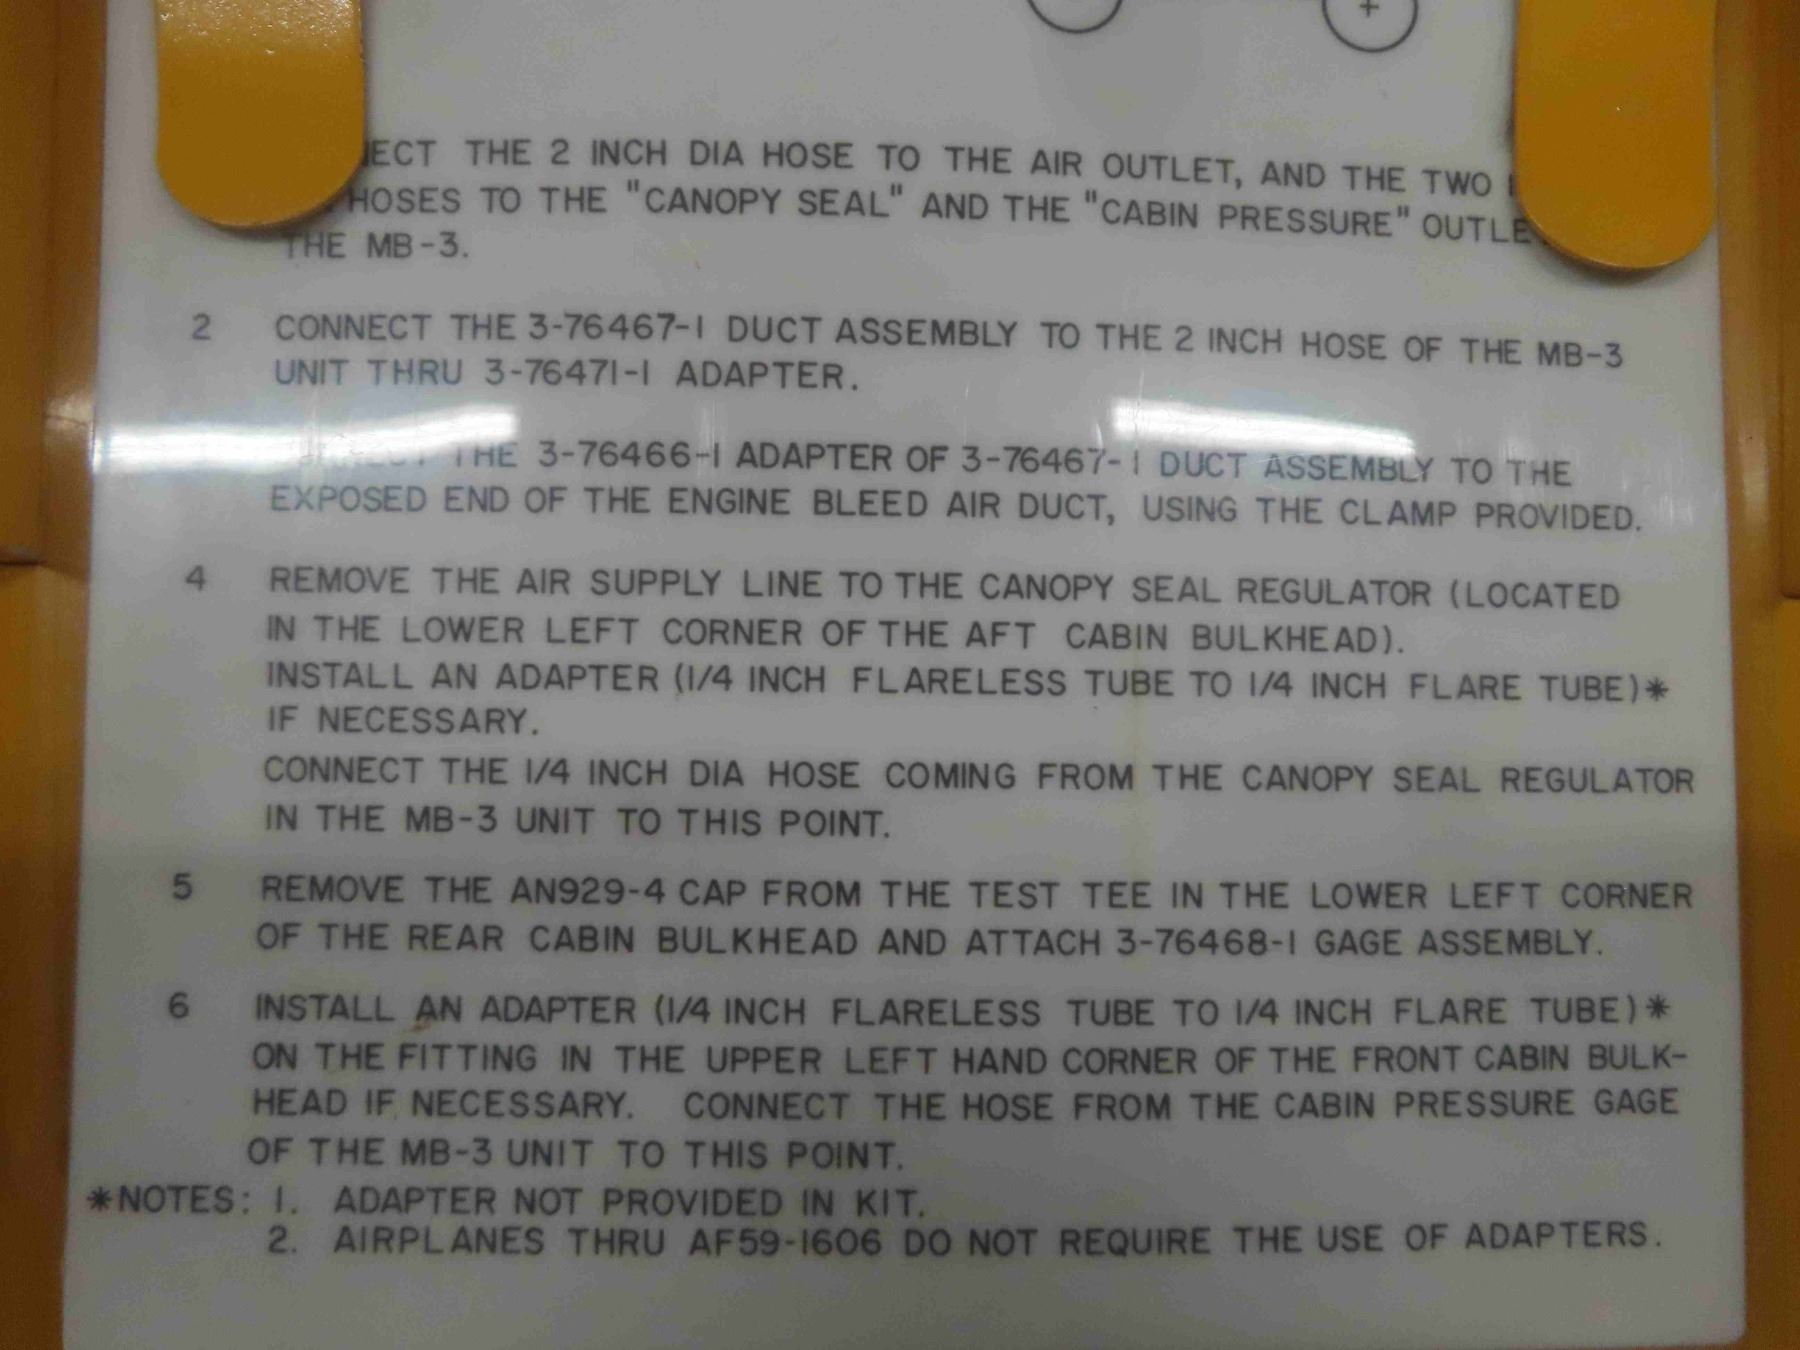 +
THE 2 INCH DIA HOSE TO THE AIR OUTLET, AND THE TWO
HOSES TO THE "CANOPY SEAL" AND THE "CABIN PRESSURE"
THE MB-3.
2 CONNECT THE 3-76467-1 DUCT ASSEMBLY TO THE 2 INCH HOSE OF THE MB-3
UNIT THRU 3-76471-1 ADAPTER.
THE 3-76466-1 ADAPTER OF 3-76467-1 DUCT ASSEMBLY TO THE
EXPOSED END OF THE ENGINE BLEED AIR DUCT, USING THE CLAMP PROVIDED.
4 REMOVE THE AIR SUPPLY LINE TO THE CANOPY SEAL REGULATOR (LOCATED
IN THE LOWER LEFT CORNER OF THE AFT CABIN BULKHEAD).
INSTALL AN ADAPTER (1/4 INCH FLARELESS TUBE TO 1/4 INCH FLARE TUBE)*
IF NECESSARY.
CONNECT THE 1/4 INCH DIA HOSE COMING FROM THE CANOPY SEAL REGULATOR
IN THE MB-3 UNIT TO THIS POINT.
5 REMOVE THE AN929-4 CAP FROM THE TEST TEE IN THE LOWER LEFT CORNER
OF THE REAR CABIN BULKHEAD AND ATTACH 3-76468-1 GAGE ASSEMBLY.
6 INSTALL AN ADAPTER (1/4 INCH FLARELESS TUBE TO 1/4 INCH FLARE TUBE)*
ON THE FITTING IN THE UPPER LEFT HAND CORNER OF THE FRONT CABIN BULK-
HEAD IF NECESSARY. CONNECT THE HOSE FROM THE CABIN PRESSURE GAGE
OF THE MB-3 UNIT TO THIS POINT.
*NOTES: 1. ADAPTER NOT PROVIDED IN KIT.
2. AIRPLANES THRU AF59-1606 DO NOT REQUIRE THE USE OF ADAPTERS.